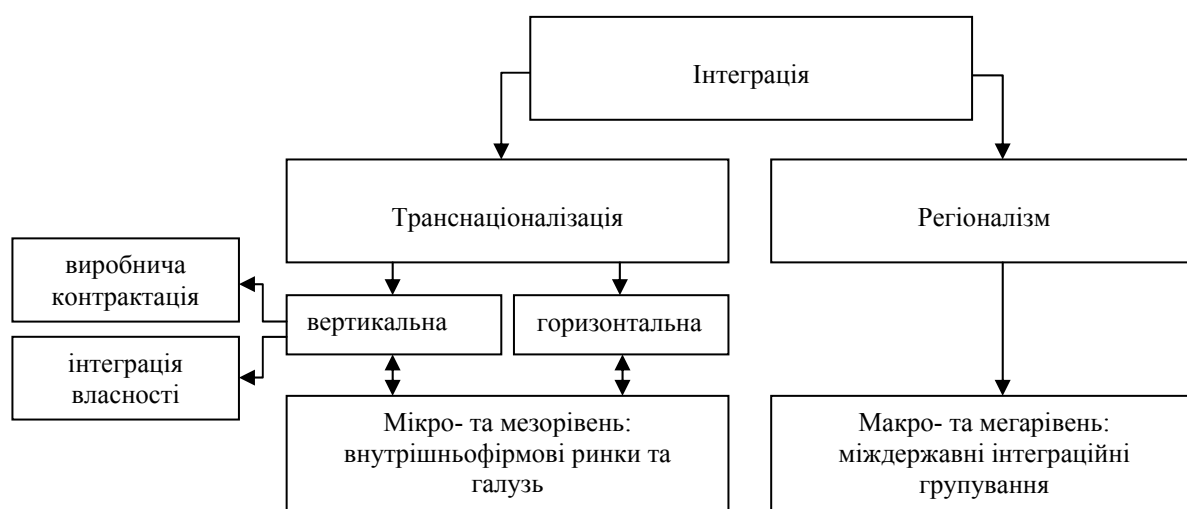 Інтеграція
Транснаціоналізація
Регіоналізм
виробнича
контрактація
вертикальна
горизонтальна
інтеграція
власності
Мікро- та мезорівень:
внутрішньофірмові ринки та
галузь
Макро- та мегарівень:
міждержавні інтеграційні
групування